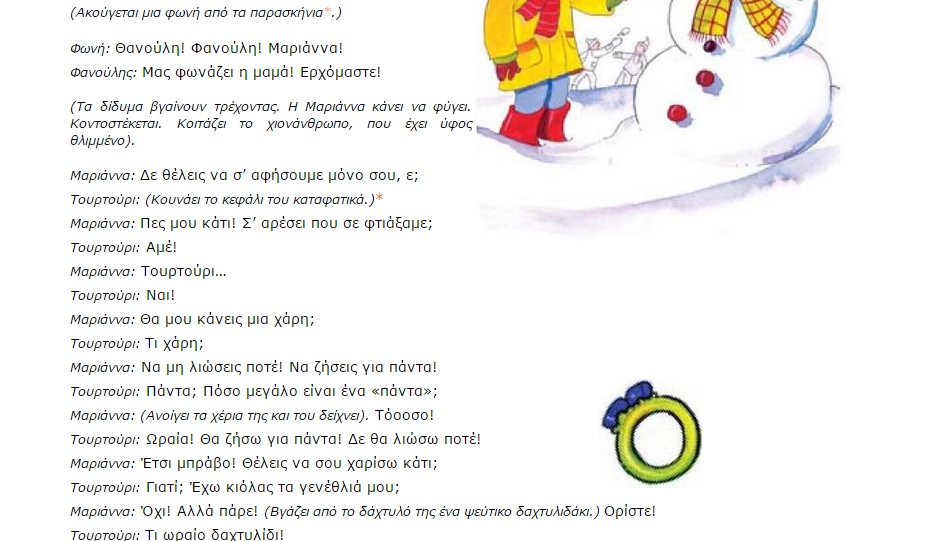 (Ακούγεται μια φωνή από τα παρασκήνια*.)
Φωνή: Θανούλη! Φανούλη! Μαριάννα!
Φανούλης: Μας φωνάζει η μαμά! Ερχόμαστε!
(Τα δίδυμα βγαίνουν τρέχοντας. Η Μαριάννα κάνει να φύγει.
Κοντοστέκεται. Κοιτάζει το χιονάνθρωπο, που έχει ύφος
θλιμμένο).
Μαριάννα: Δε θέλεις να σ’ αφήσουμε μόνο σου, ε;
Τουρτούρι: (Κουνάει το κεφάλι του καταφατικά.)*
Μαριάννα: Πες μου κάτι! Σ’ αρέσει που σε φτιάξαμε;
Τουρτούρι: Αμέ!
Μαριάννα: Τουρτούρι…
Τουρτούρι: Ναι!
Μαριάννα: Θα μου κάνεις μια χάρη;
Τουρτούρι: Τι χάρη;
Μαριάννα: Να μη λιώσεις ποτέ! Να ζήσεις για πάντα!
Τουρτούρι: Πάντα; Πόσο μεγάλο είναι ένα «πάντα»;
Μαριάννα: (Ανοίγει τα χέρια της και του δείχνει). Τόοοσο!
Τουρτούρι: Ωραία! Θα ζήσω για πάντα! Δε θα λιώσω ποτέ!
Μαριάννα: Έτσι μπράβο! Θέλεις να σου χαρίσω κάτι;
Τουρτούρι: Γιατί; Έχω κιόλας τα γενέθλιά μου;
Μαριάννα: Όχι! Αλλά πάρε! (Βγάζει από το δάχτυλό της ένα ψεύτικο δαχτυλιδάκι.) Ορίστε!
Τουρτούρι: Τι ωραίο δαχτυλίδι!